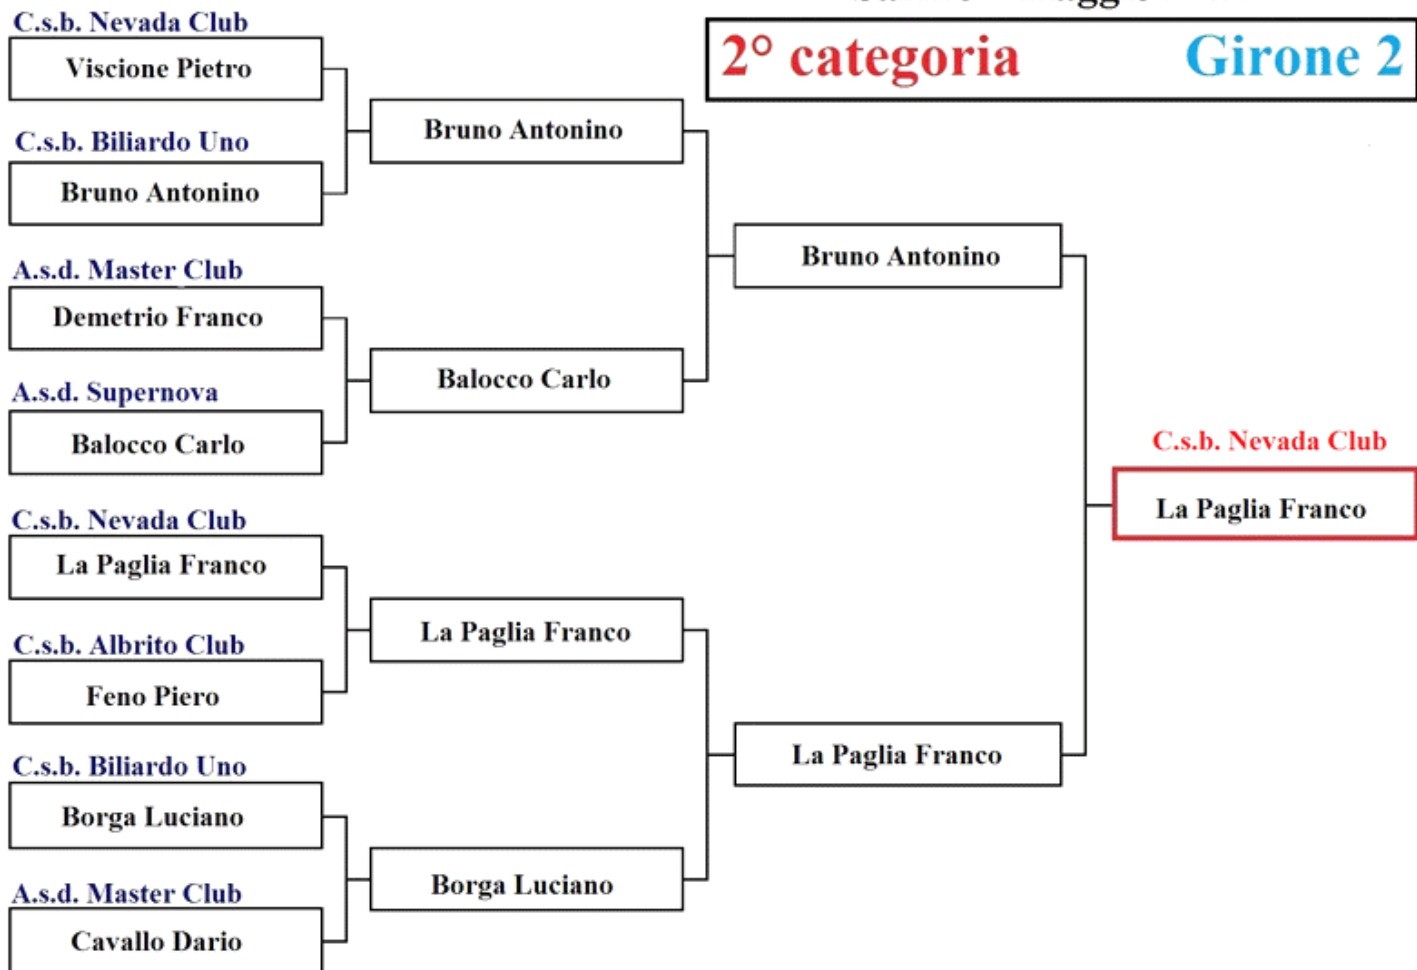 2° categoria Girone 2
C.s.b. Nevada Club
Viscione Pietro
C.s.b. Biliardo Uno
Bruno Antonino
A.s.d. Master Club
Demetrio Franco
A.s.d. Supernova
Balocco Carlo
C.s.b. Nevada Club
La Paglia Franco
C.s.b. Albrito Club
Feno Piero
C.s.b. Biliardo Uno
Borga Luciano
A.s.d. Master Club
Cavallo Dario
Bruno Antonino
Balocco Carlo
La Paglia Franco
Borga Luciano
Bruno Antonino
La Paglia Franco
C.s.b. Nevada Club
La Paglia Franco